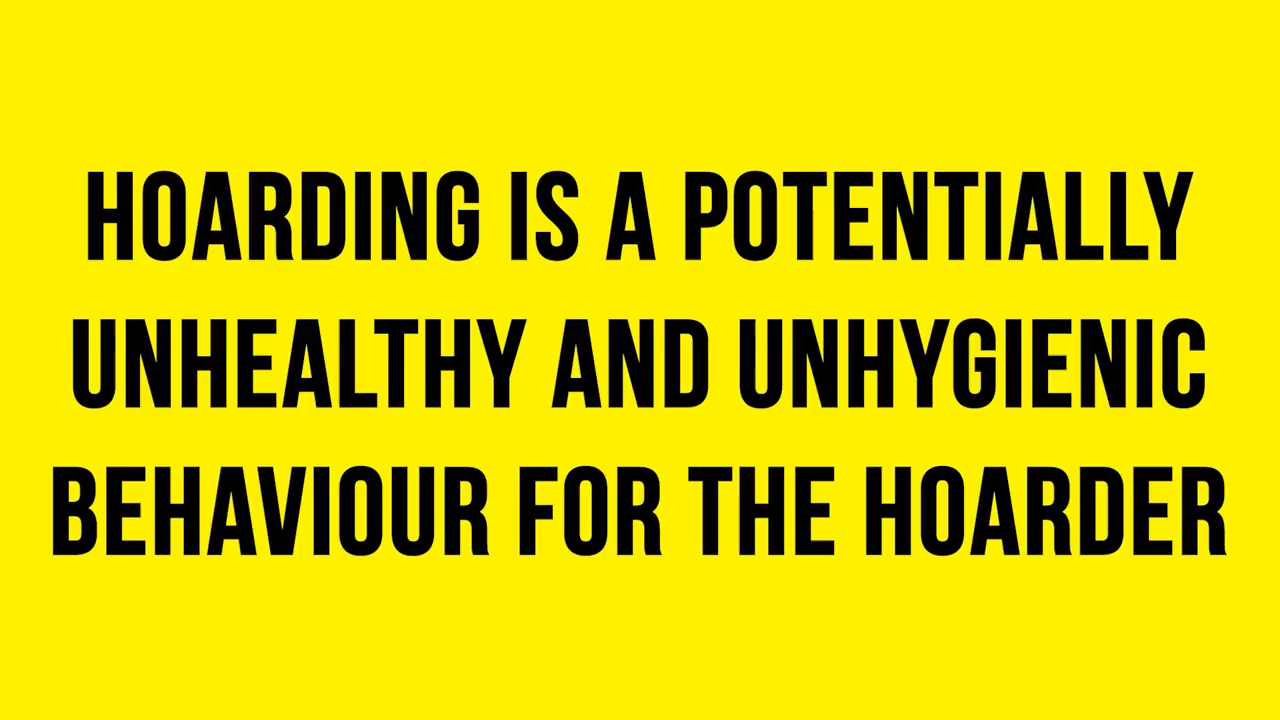 HOARDING IS A POTENTIALLY
UNHEALTHY AND UNHYGIENIC
BEHAVIOUR FOR THE HOARDER